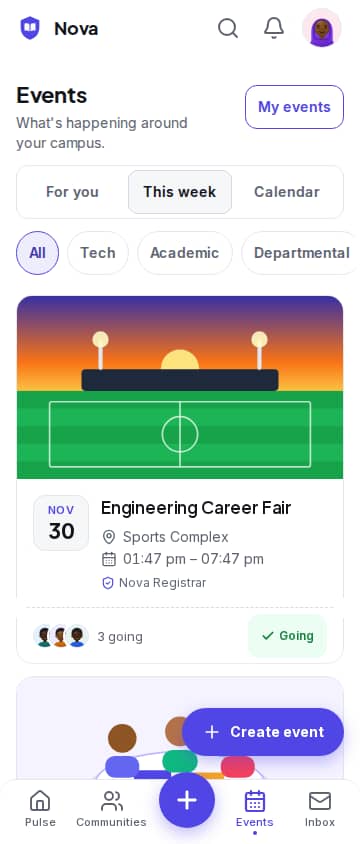 Nova
Events
My events
What's happening around
your campus.
For you
This week
Calendar
All
Tech
Academic
Departmental
NOV
30
Engineering Career Fair
Sports Complex
01:47 pm – 07:47 pm
Nova Registrar
3 going
Going
Create event
Pulse
Communities
Events
Inbox